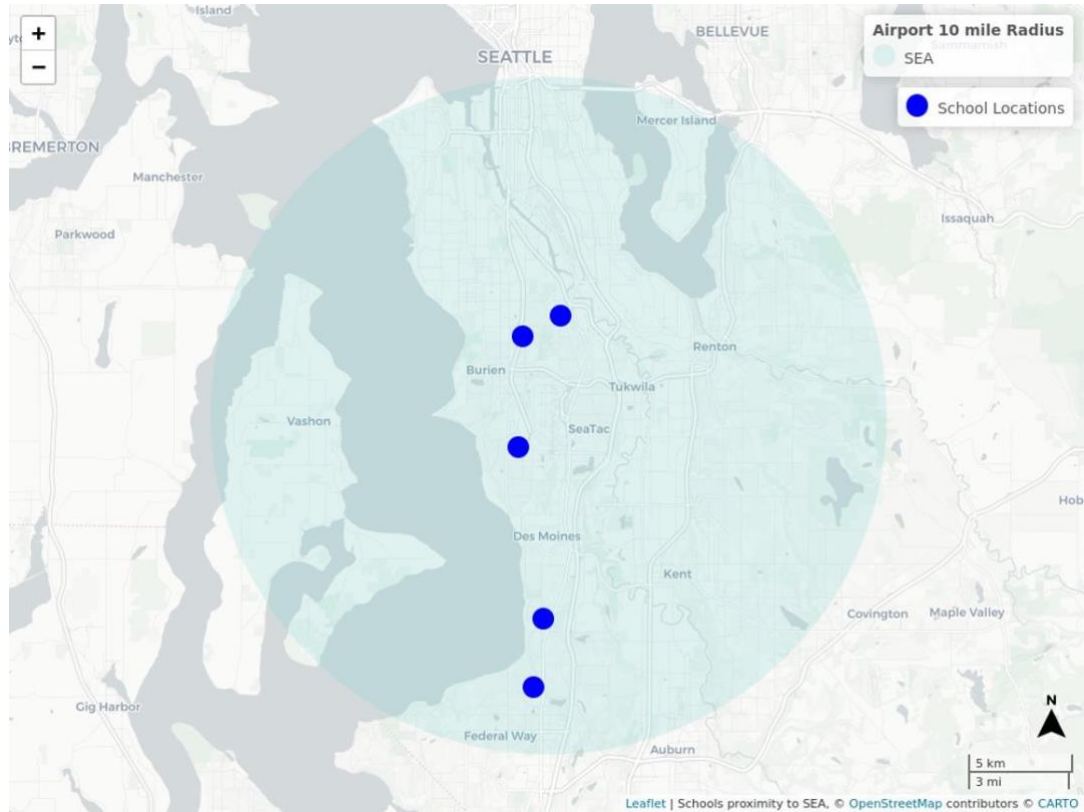 +
−
Island
SEATTLE
BELLEVUE
Airport 10 mile Radius
Sammamish
SEA
School Locations
Mercer Island
BREMERTON
Manchester
Parkwood
Issaquah
Renton
Burien
Tukwila
Vashon
SeaTac
Hob
Des Moines
Kent
Covington
Maple Valley
Gig Harbor
Federal Way
Auburn
N
5 km
3 mi
Leaflet | Schools proximity to SEA, © OpenStreetMap contributors © CARTO